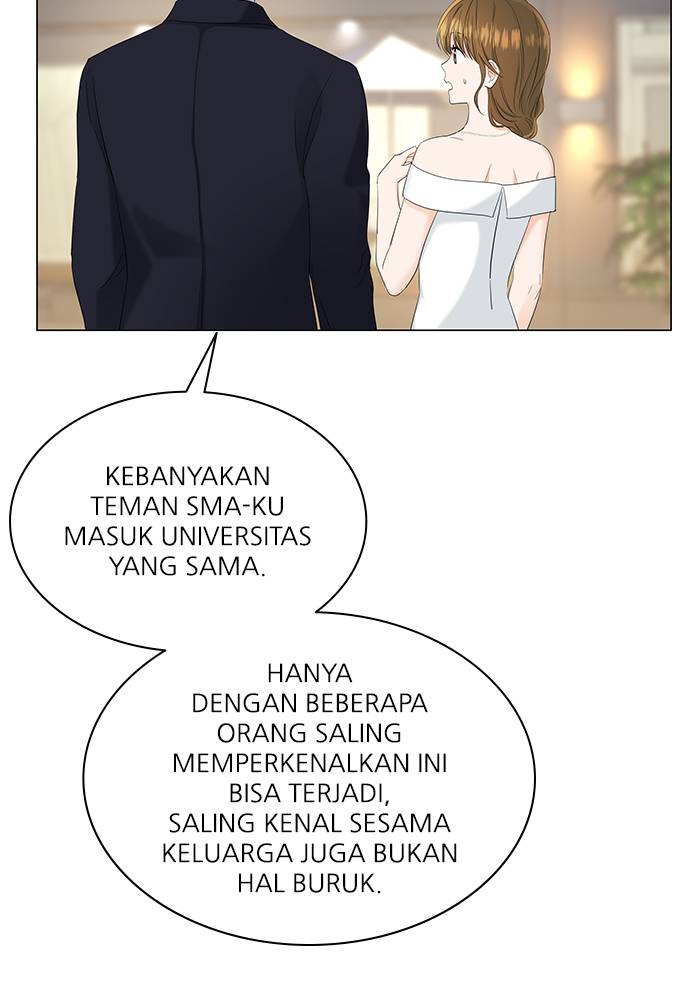 KEBANYAKAN
TEMAN SMA-KU
MASUK UNIVERSITAS
YANG SAMA.
HANYA
DENGAN BEBERAPA
ORANG SALING
MEMPERKENALKAN INI
BISA TERJADI,
SALING KENAL SESAMA
KELUARGA JUGA BUKAN
HAL BURUK.